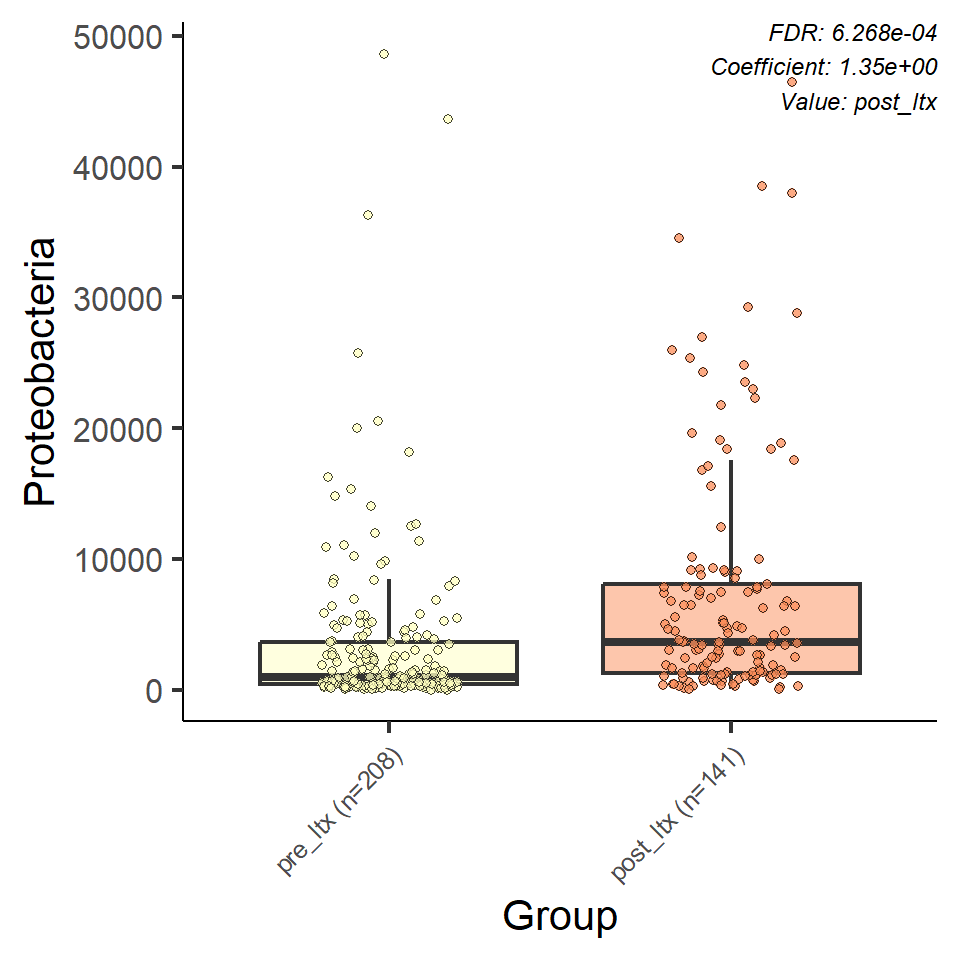 FDR: 6.268e-04
Coefficient: 1.35e+00
Value: post_ltx
50000
40000
30000
20000
10000
0
Proteobacteria
pre_ltx (n=208)
post_ltx (n=141)
Group